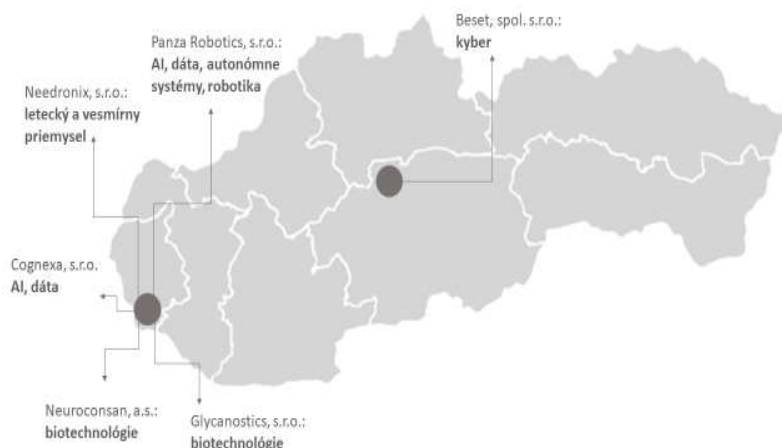 Beset, spol. s.r.o.:
kyber
Panza Robotics, s.r.o.:
AI, dáta, autonómne
systémy, robotika
Needronix, s.r.o.:
letecký a vesmírny
priemysel
Cognexa, s.r.o.
AI, dáta
Neuroconsan, a.s.:
biotechnológie
Glycanostics, s.r.o.:
biotechnológie